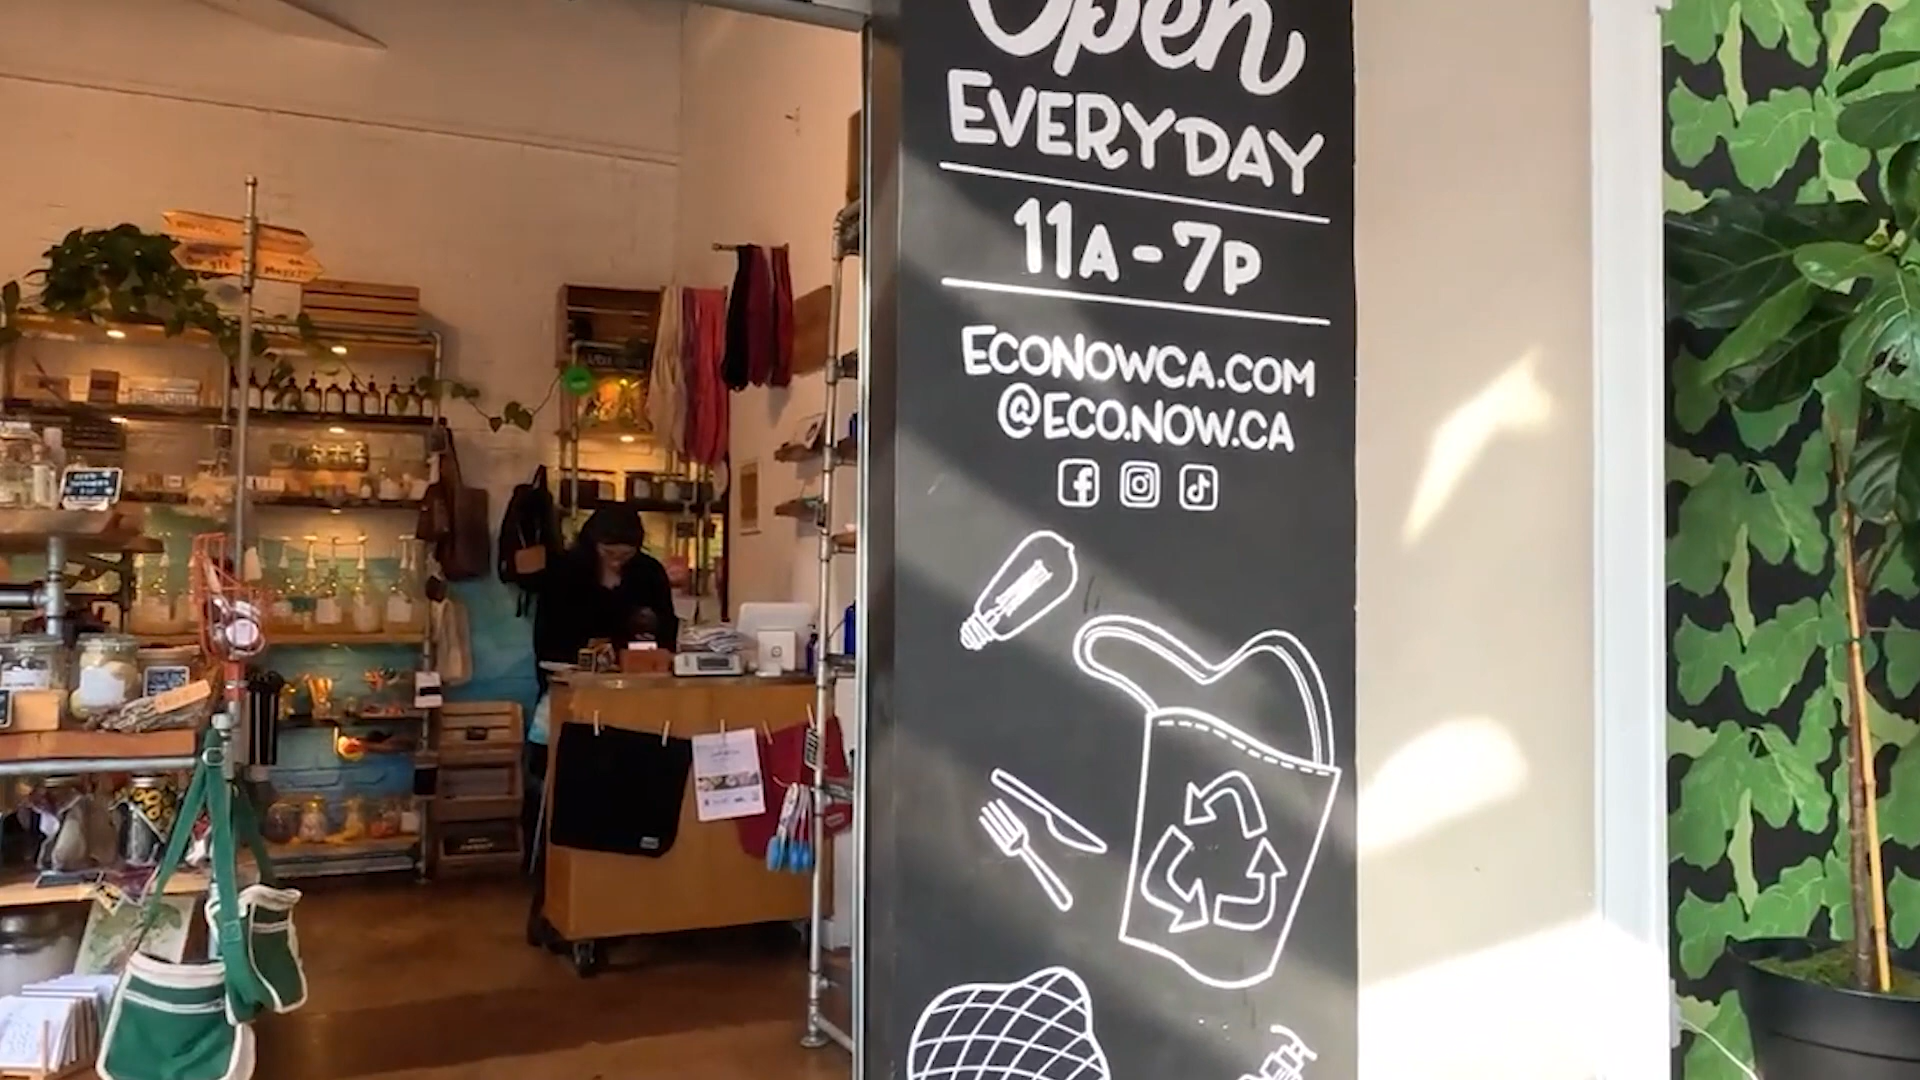 Open
EVERYDAY
11A - 7P
ECONOWCA.COM
@ECO.NOW.CA